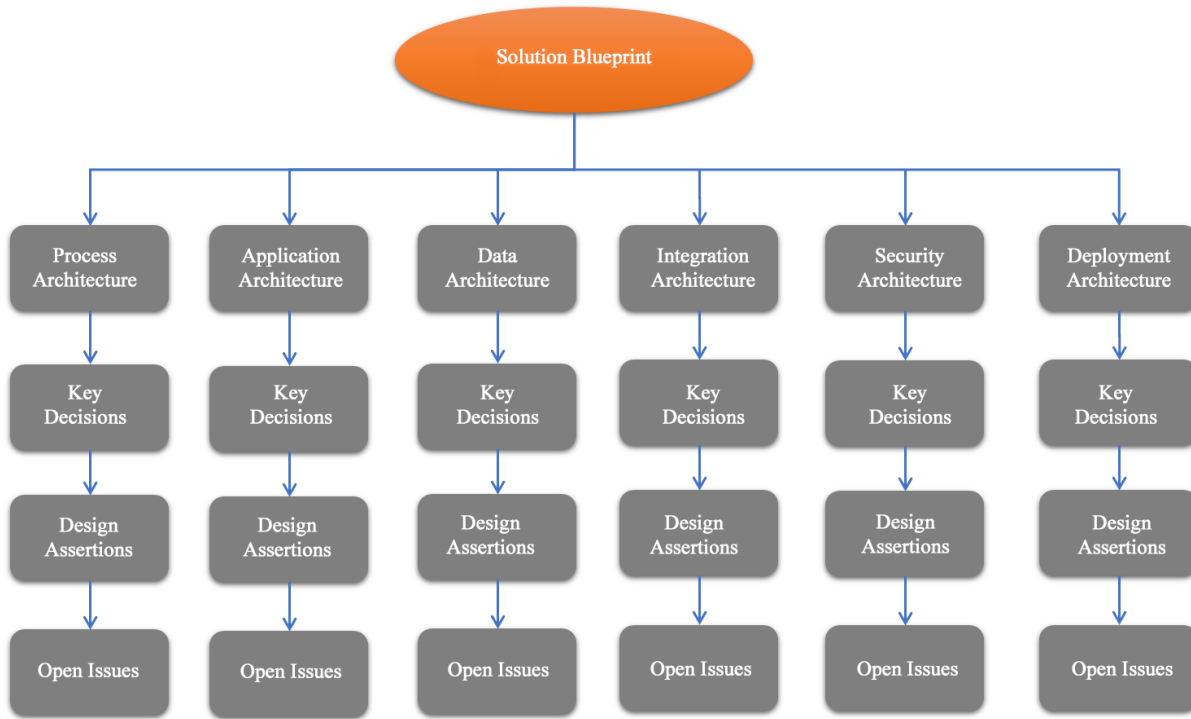 Solution Blueprint
Process
Architecture
Application
Architecture
Data
Architecture
Integration
Architecture
Security
Architecture
Deployment
Architecture
Key
Decisions
Key
Decisions
Key
Decisions
Key
Decisions
Key
Decisions
Key
Decisions
Design
Assertions
Design
Assertions
Design
Assertions
Design
Assertions
Design
Assertions
Design
Assertions
Open Issues
Open Issues
Open Issues
Open Issues
Open Issues
Open Issues